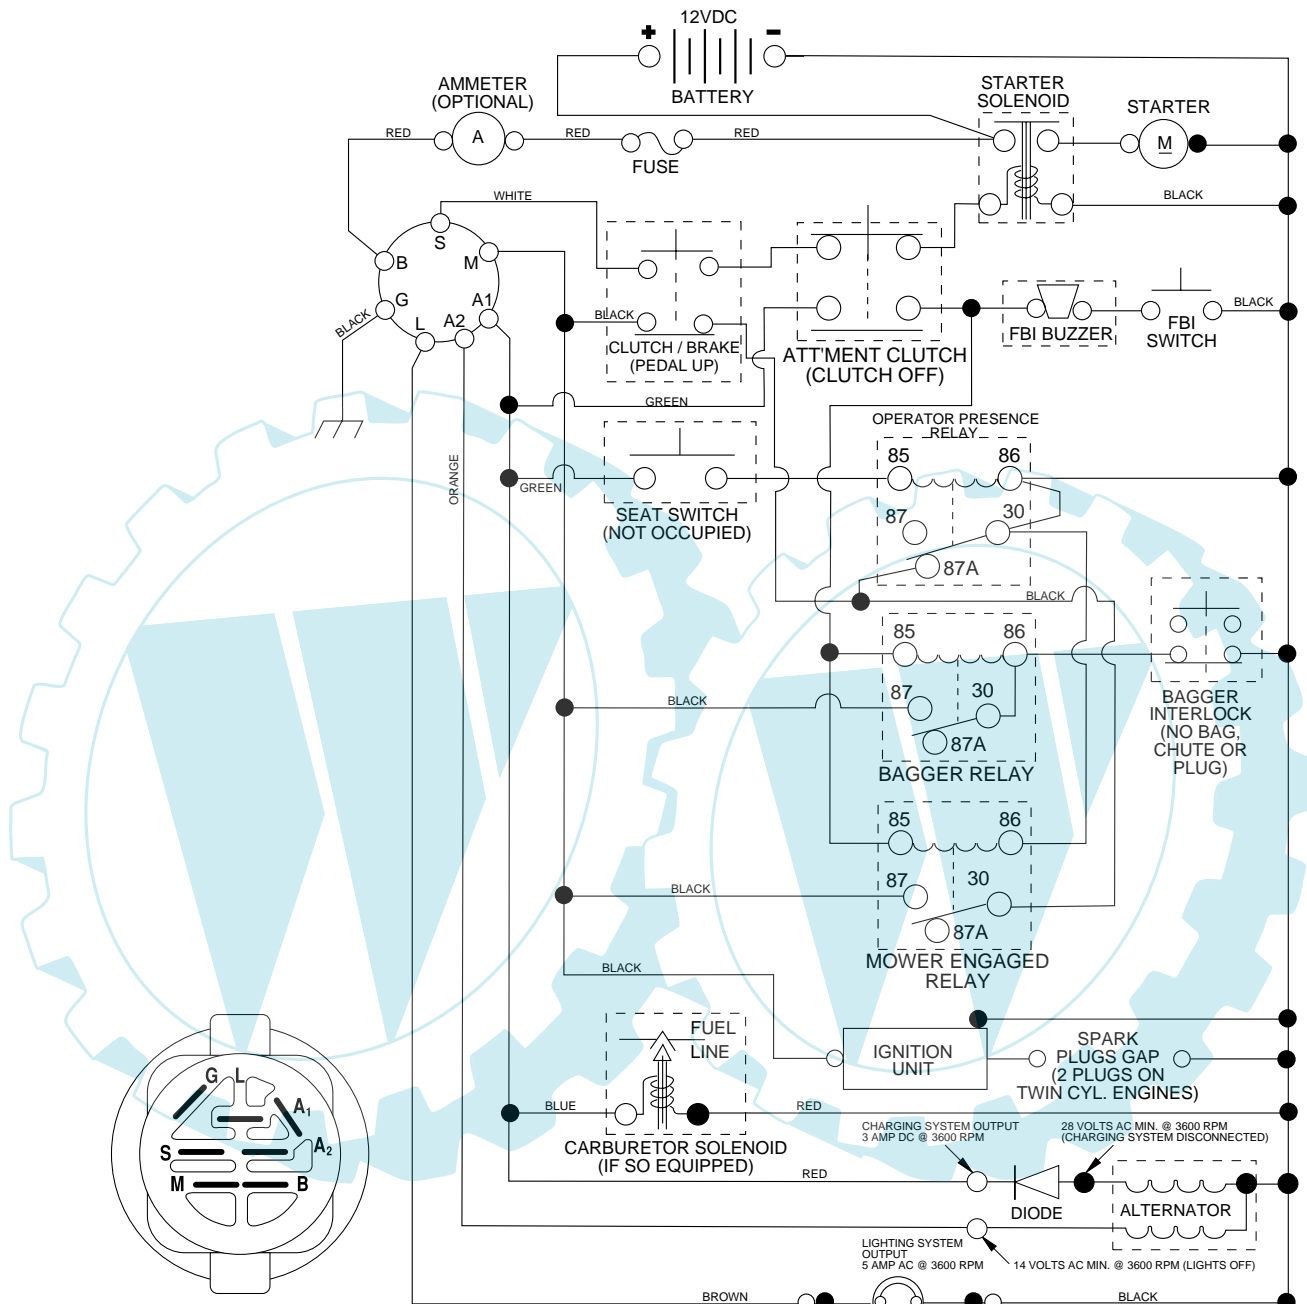 12VDC
+ -
BATTERY
AMMETER
(OPTIONAL)
STARTER
SOLENOID
STARTER
RED
A
RED
FUSE
RED
M
WHITE
BLACK
S
B
M
G
A1
L
A2
BLACK
BLACK
CLUTCH / BRAKE
(PEDAL UP)
ATT'MENT CLUTCH
(CLUTCH OFF)
FBI BUZZER
FBI
SWITCH
BLACK
GREEN
OPERATOR PRESENCE
RELAY
85
86
ORANGE
GREEN
SEAT SWITCH
(NOT OCCUPIED)
87
30
87A
BLACK
85
86
BLACK
87
30
87A
BAGGER RELAY
BAGGER
INTERLOCK
(NO BAG,
CHUTE OR
PLUG)
85
86
BLACK
87
30
87A
MOWER ENGAGED
RELAY
BLACK
FUEL
LINE
IGNITION
UNIT
SPARK
PLUGS GAP
(2 PLUGS ON
TWIN CYL. ENGINES)
BLUE
RED
CARBURETOR SOLENOID
(IF SO EQUIPPED)
CHARGING SYSTEM OUTPUT
3 AMP DC @ 3600 RPM
28 VOLTS AC MIN. @ 3600 RPM
(CHARGING SYSTEM DISCONNECTED)
RED
DIODE
ALTERNATOR
LIGHTING SYSTEM
OUTPUT
5 AMP AC @ 3600 RPM
14 VOLTS AC MIN. @ 3600 RPM (LIGHTS OFF)
BROWN
BLACK
G L
A1
S
A2
M
B